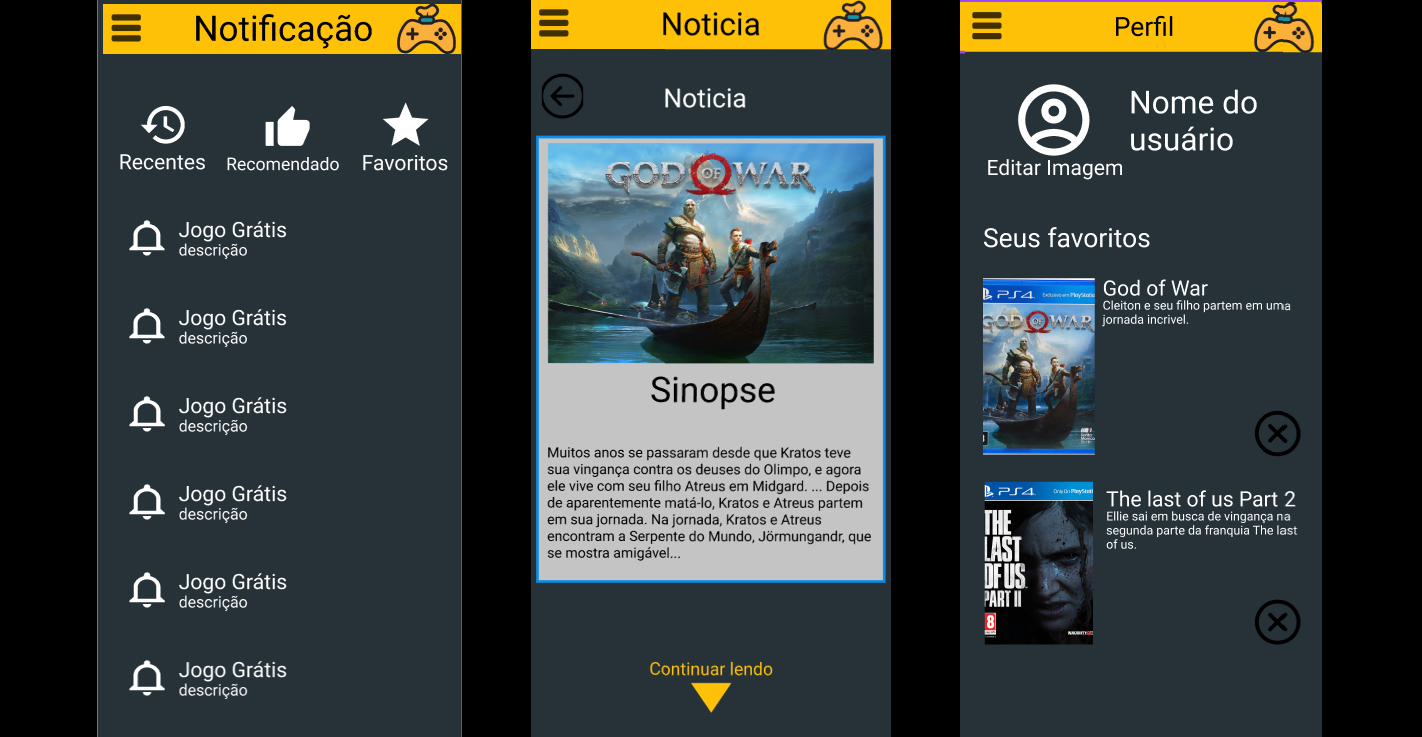 Notificação
Recentes
Recomendado
Favoritos
Jogo Grátis
descrição
Jogo Grátis
descrição
Jogo Grátis
descrição
Jogo Grátis
descrição
Jogo Grátis
descrição
Jogo Grátis
descrição
Noticia
Noticia
GOD OF WAR
Sinopse
Muitos anos se passaram desde que Kratos teve
sua vingança contra os deuses do Olimpo, e agora
ele vive com seu filho Atreus em Midgard. ... Depois
de aparentemente matá-lo, Kratos e Atreus partem
em sua jornada. Na jornada, Kratos e Atreus
encontram a Serpente do Mundo, Jörmungandr, que
se mostra amigável...
Continuar lendo
Perfil
Nome do
usuário
Editar Imagem
Seus favoritos
PS4
GOD OF WAR
God of War
Cleiton e seu filho partem em uma
jornada incrivel.
PS4
Only On PlayStation
THE
LAST
OF US
PART II
18
The last of us Part 2
Ellie sai em busca de vingança na
segunda parte da franquia The last
of us.